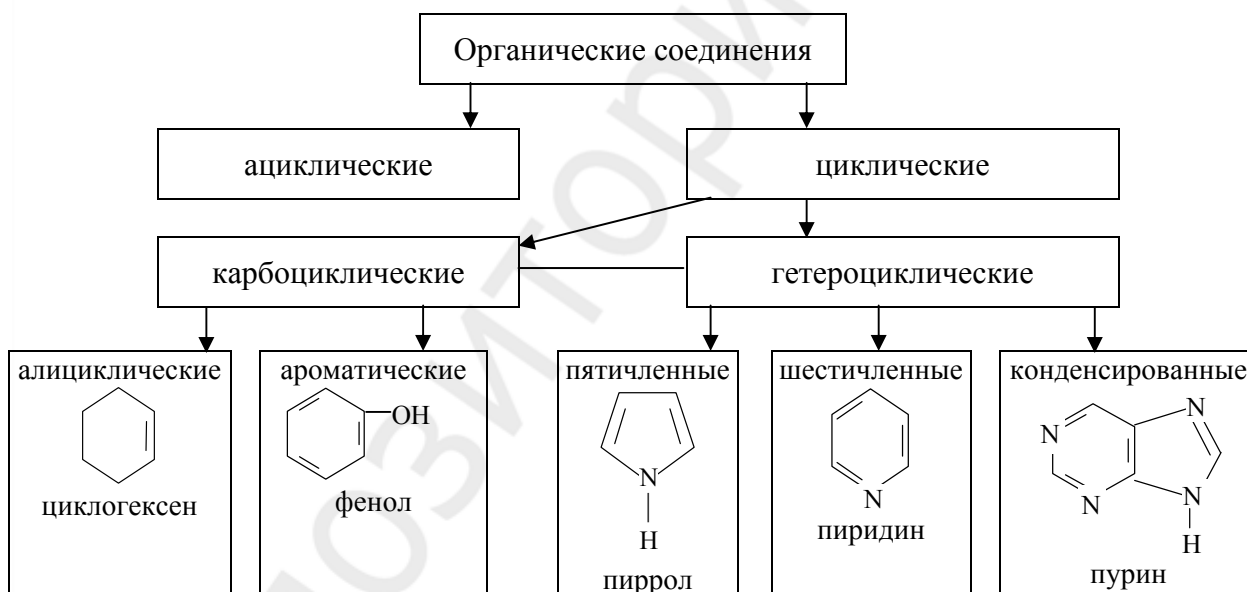 Органические соединения
ациклические
циклические
карбоциклические
гетероциклические
алициклические
циклогексен
ароматические
OH
фенол
пятичленные
N
H
пиррол
шестичленные
N
пиридин
конденсированные
N
N
N
N
H
пурин